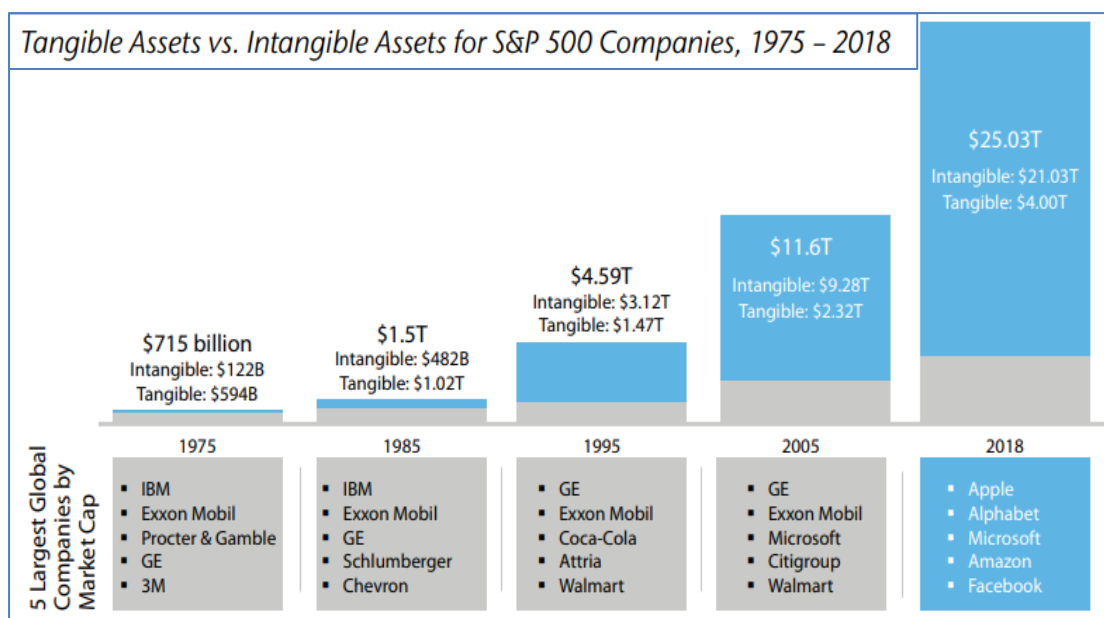 Tangible Assets vs. Intangible Assets for S&P 500 Companies, 1975 – 2018
$715 billion
Intangible: $122B
Tangible: $594B
$1.5T
Intangible: $482B
Tangible: $1.02T
$4.59T
Intangible: $3.12T
Tangible: $1.47T
$11.6T
Intangible: $9.28T
Tangible: $2.32T
$25.03T
Intangible: $21.03T
Tangible: $4.00T
5 Largest Global
Companies by
Market Cap
1975
▪ IBM
▪ Exxon Mobil
▪ Procter & Gamble
▪ GE
▪ 3M
1985
▪ IBM
▪ Exxon Mobil
▪ GE
▪ Schlumberger
▪ Chevron
1995
▪ GE
▪ Exxon Mobil
▪ Coca-Cola
▪ Attria
▪ Walmart
2005
▪ GE
▪ Exxon Mobil
▪ Microsoft
▪ Citigroup
▪ Walmart
2018
▪ Apple
▪ Alphabet
▪ Microsoft
▪ Amazon
▪ Facebook